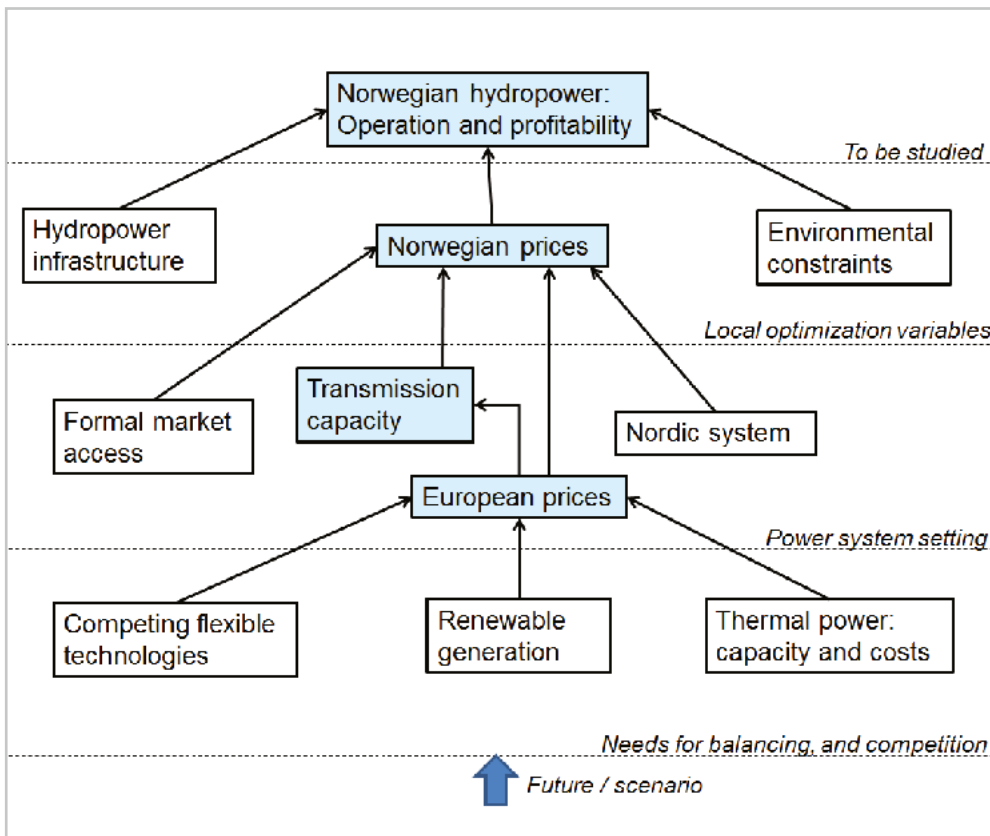 Norwegian hydropower:
Operation and profitability
To be studied
Hydropower
infrastructure
Norwegian prices
Environmental
constraints
Local optimization variables
Transmission
capacity
Formal market
access
Nordic system
European prices
Power system setting
Competing flexible
technologies
Renewable
generation
Thermal power:
capacity and costs
Needs for balancing, and competition
Future / scenario